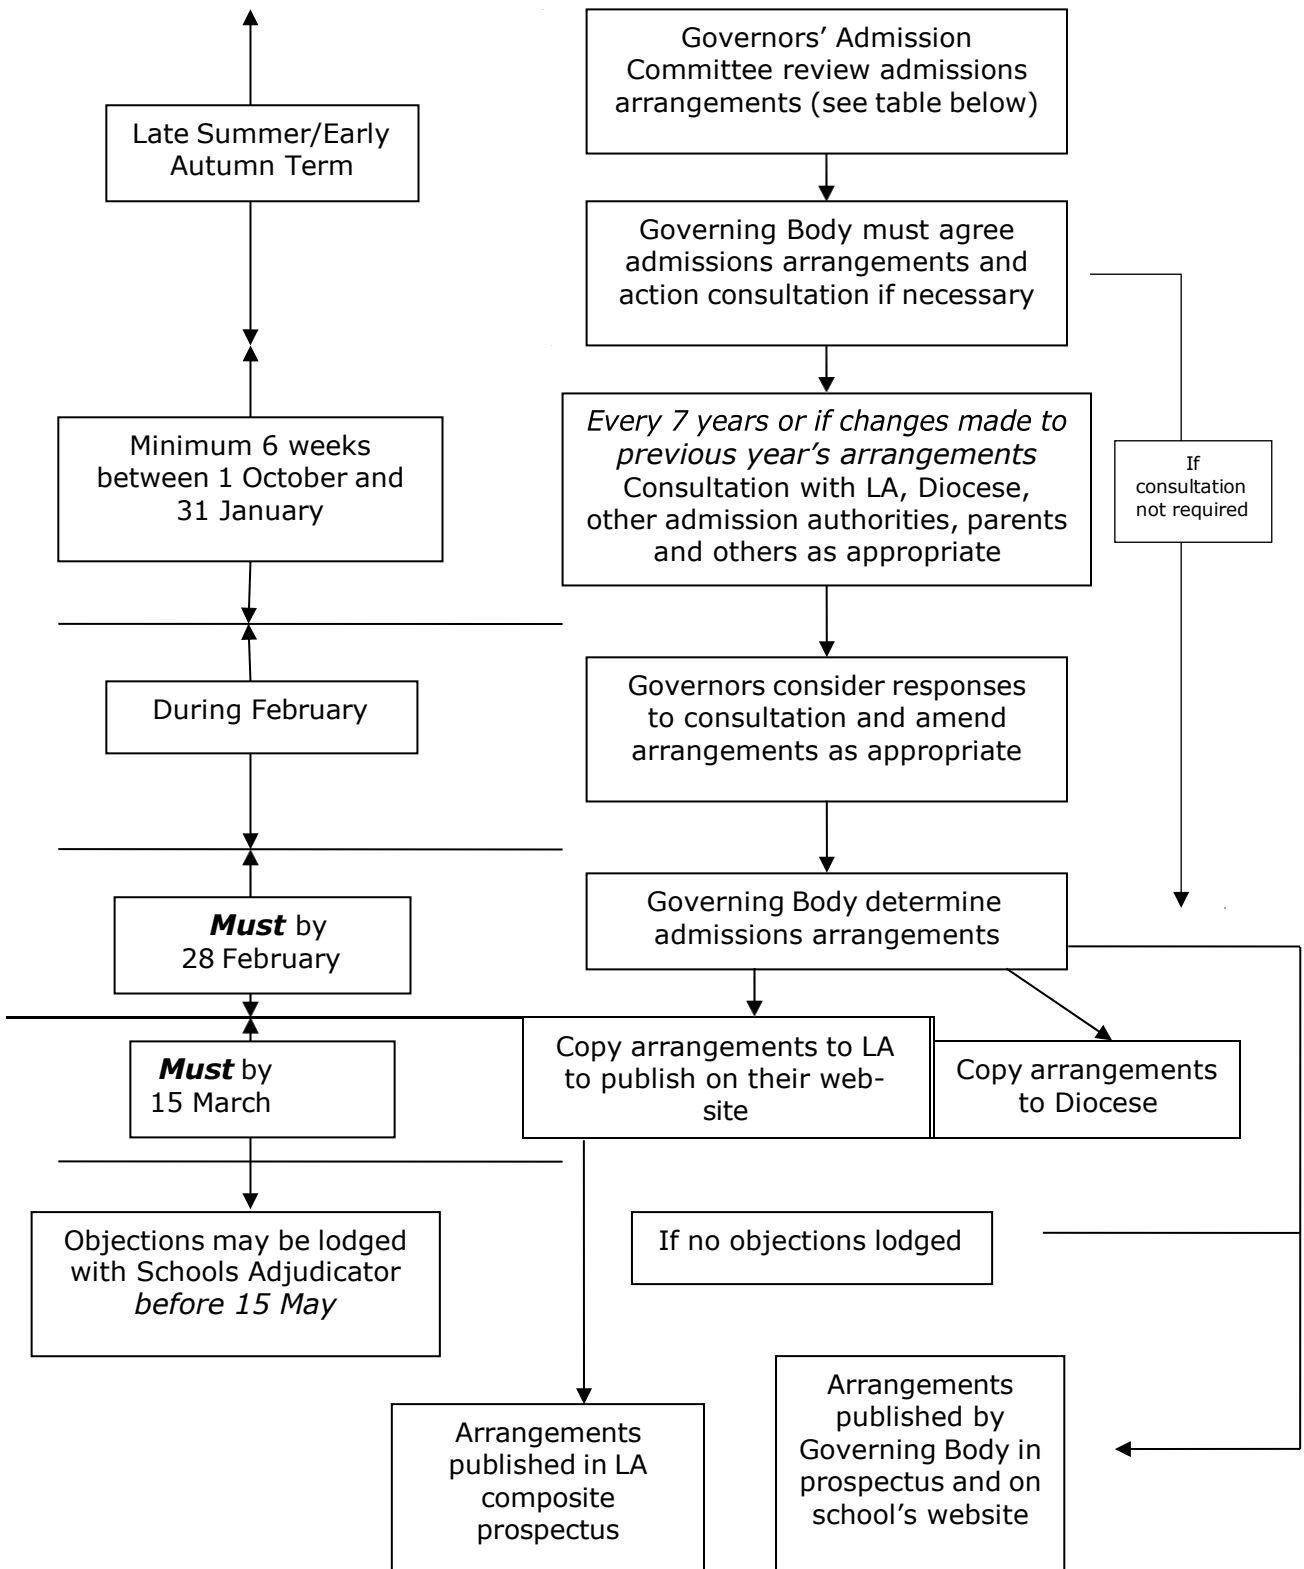 Governors’ Admission
Committee review admissions
arrangements (see table below)
Late Summer/Early
Autumn Term
Governing Body must agree
admissions arrangements and
action consultation if necessary
Every 7 years or if changes made to
previous year’s arrangements
Consultation with LA, Diocese,
other admission authorities, parents
and others as appropriate
Minimum 6 weeks
between 1 October and
31 January
If
consultation
not required
Governors consider responses
to consultation and amend
arrangements as appropriate
During February
Governing Body determine
admissions arrangements
Must by
28 February
Copy arrangements to LA
to publish on their web-
site
Copy arrangements
to Diocese
Must by
15 March
Objections may be lodged
with Schools Adjudicator
before 15 May
If no objections lodged
Arrangements
published in LA
composite
prospectus
Arrangements
published by
Governing Body in
prospectus and on
school’s website